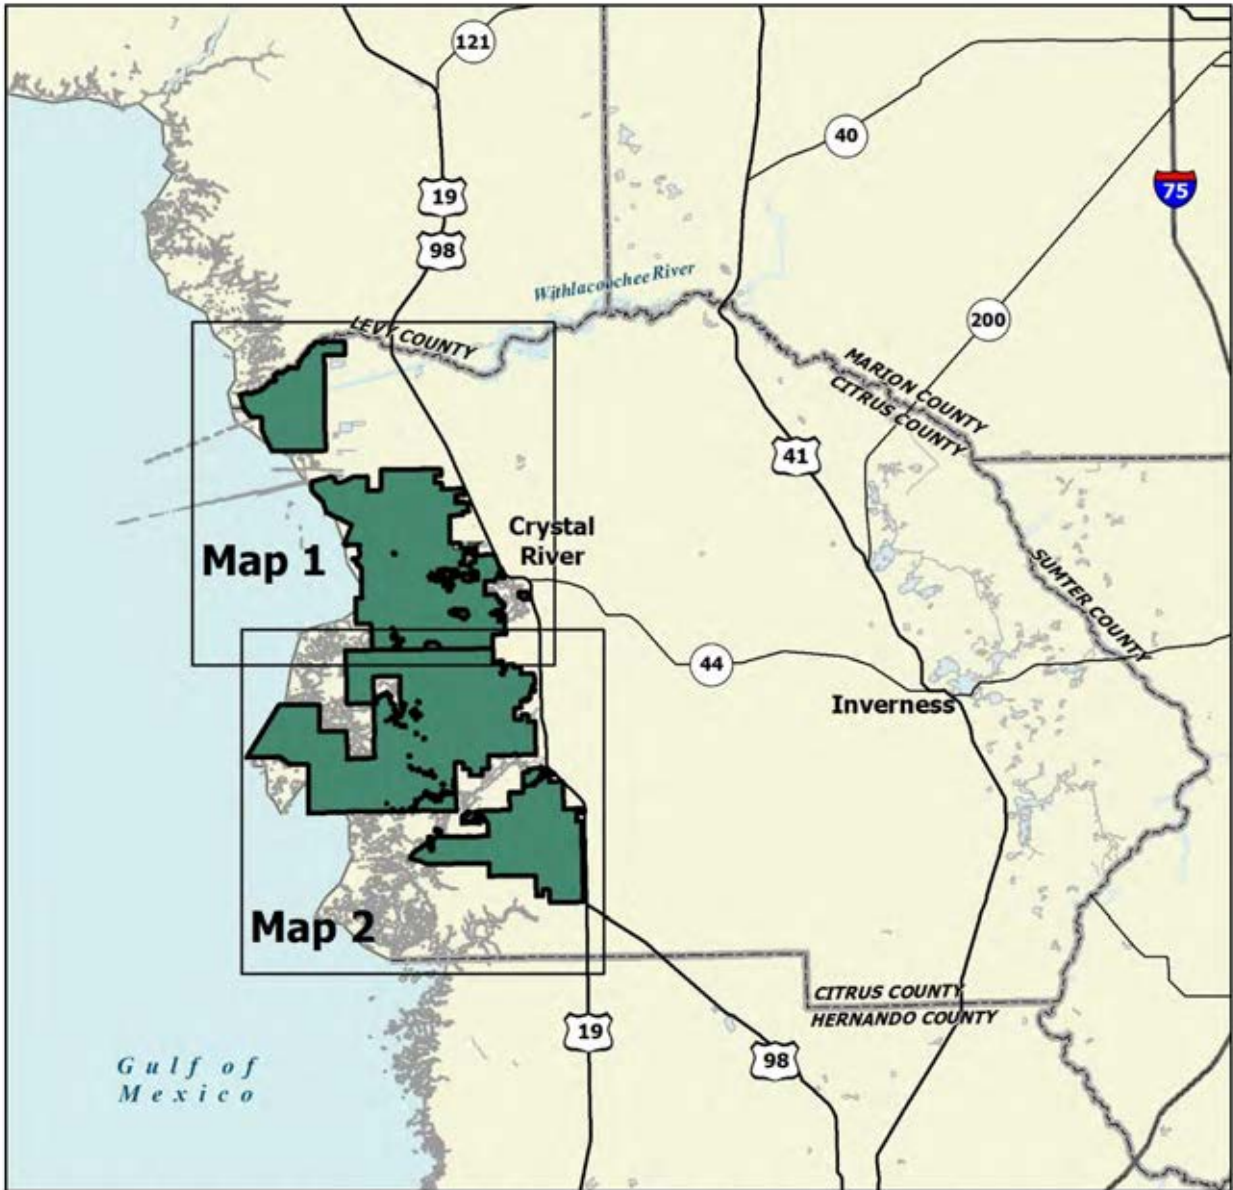 121
40
75
19
98
Withlacoochee River
200
LEVY COUNTY
MARION COUNTY
CITRUS COUNTY
41
Crystal
River
Map 1
SUMTER COUNTY
44
Inverness
Map 2
CITRUS COUNTY
HERNANDO COUNTY
19
98
Gulf of
Mexico